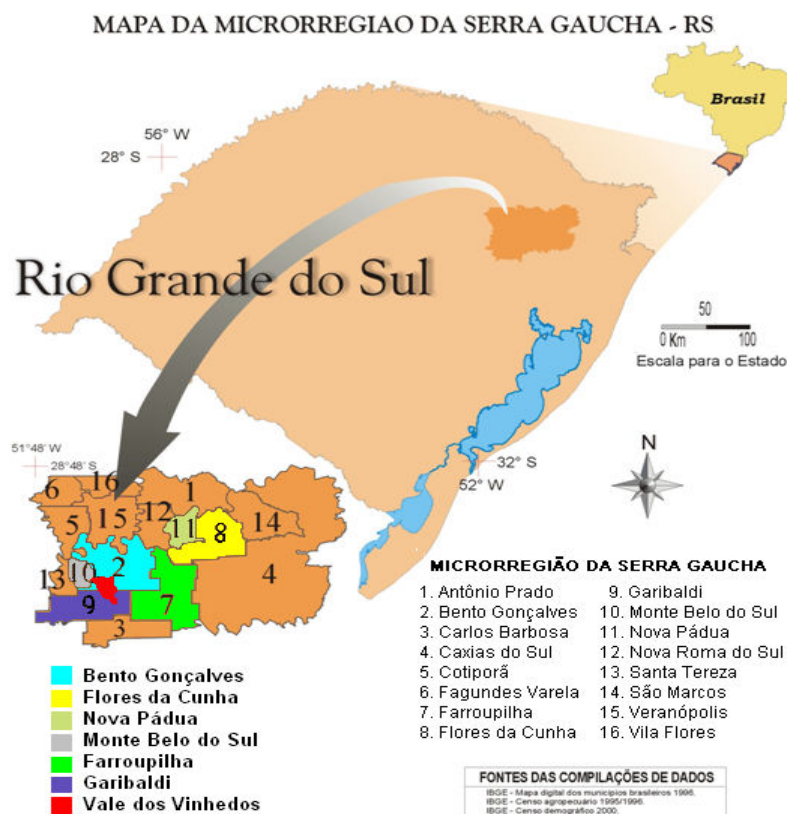 MAPA DA MICRORREGIAO DA SERRA GAUCHA - RS
Brasil
56° W
28° S
Rio Grande do Sul
50
0 Km 100
Escala para o Estado
51°48' W
28°48' S
32° S
52° W
N
6
16
1
5
15
12
11
8
14
13
10
2
4
9
7
3
MICRORREGIÃO DA SERRA GAUCHA
1. Antônio Prado
2. Bento Gonçalves
3. Carlos Barbosa
4. Caxias do Sul
5. Cotiporã
6. Fagundes Varela
7. Farroupilha
8. Flores da Cunha
9. Garibaldi
10. Monte Belo do Sul
11. Nova Pádua
12. Nova Roma do Sul
13. Santa Tereza
14. São Marcos
15. Veranópolis
16. Vila Flores
Bento Gonçalves
Flores da Cunha
Nova Pádua
Monte Belo do Sul
Farroupilha
Garibaldi
Vale dos Vinhedos
FONTES DAS COMPILAÇÕES DE DADOS
IBGE - Mapa digital dos municípios brasileiros 1996.
IBGE - Censo agropecuário 1995/1996.
IBGE - Censo demográfico 2000.